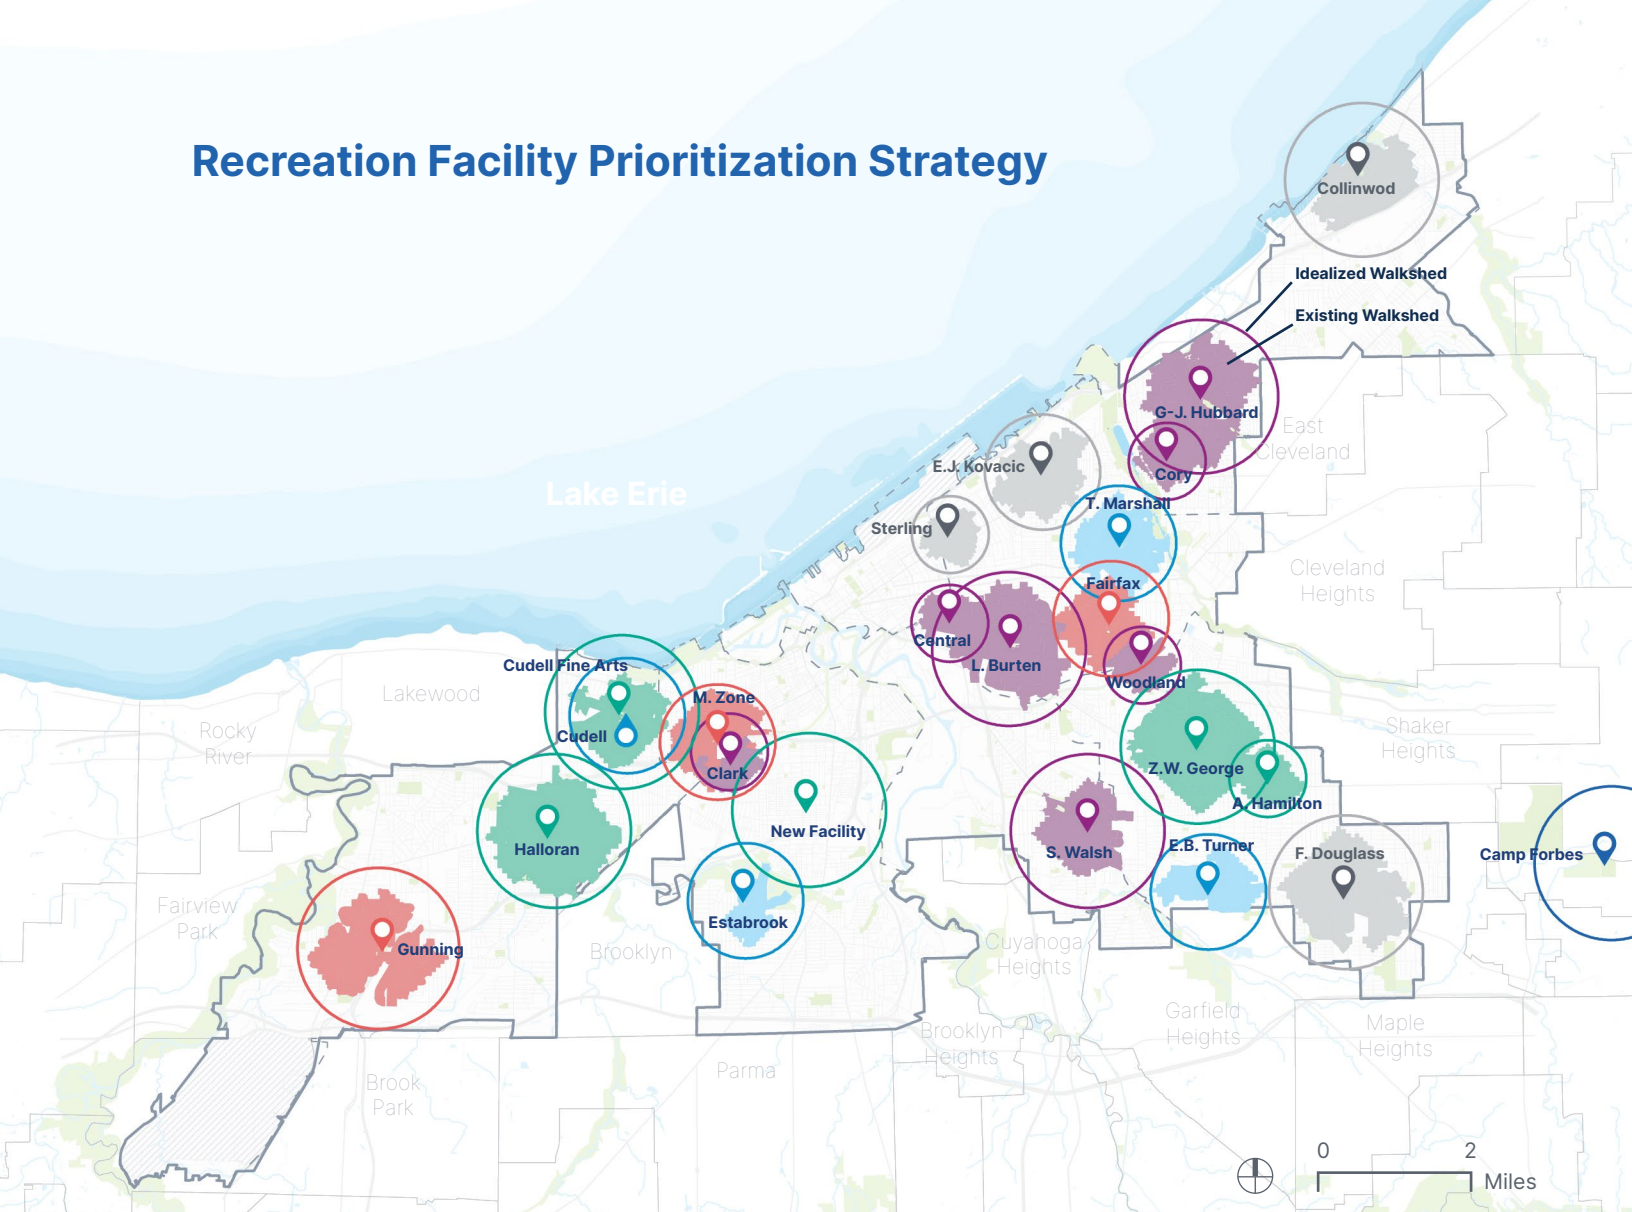 Recreation Facility Prioritization Strategy
Collinwod
Idealized Walkshed
Existing Walkshed
G-J. Hubbard
East
Cleveland
E.J. Kovacic
Cory
Lake Erie
T. Marshall
Sterling
Cleveland
Heights
Fairfax
Central
L. Burten
Woodland
Cudell Fine Arts
Lakewood
M. Zone
Rocky
River
Cudell
Shaker
Heights
Clark
Z.W. George
A. Hamilton
New Facility
Halloran
S. Walsh
E.B. Turner
F. Douglass
Camp Forbes
Fairview
Park
Estabrook
Gunning
Brooklyn
Cuyahoga
Heights
Garfield
Heights
Brooklyn
Heights
Maple
Heights
Parma
Brook
Park
0
2
Miles